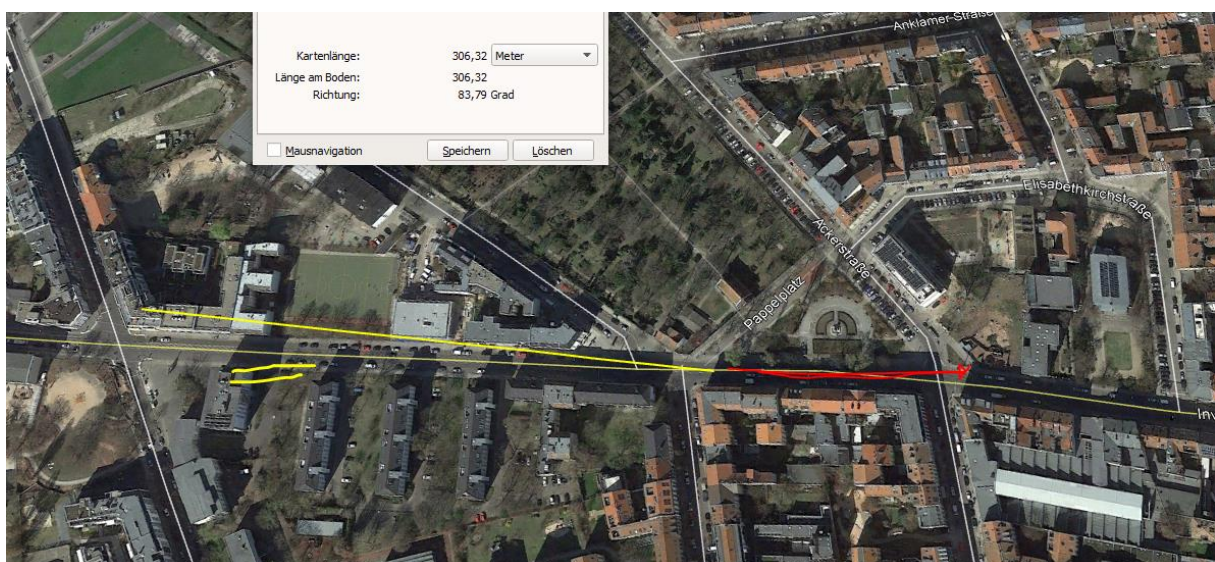 Anklamer-Straße
Kartenlänge: 306,32 Meter
Länge am Boden: 306,32
Richtung: 83,79 Grad
Mausnavigation Speichern Löschen
Elisabethkirchstraße
Ackerstraße
Pappelplatz
Inv